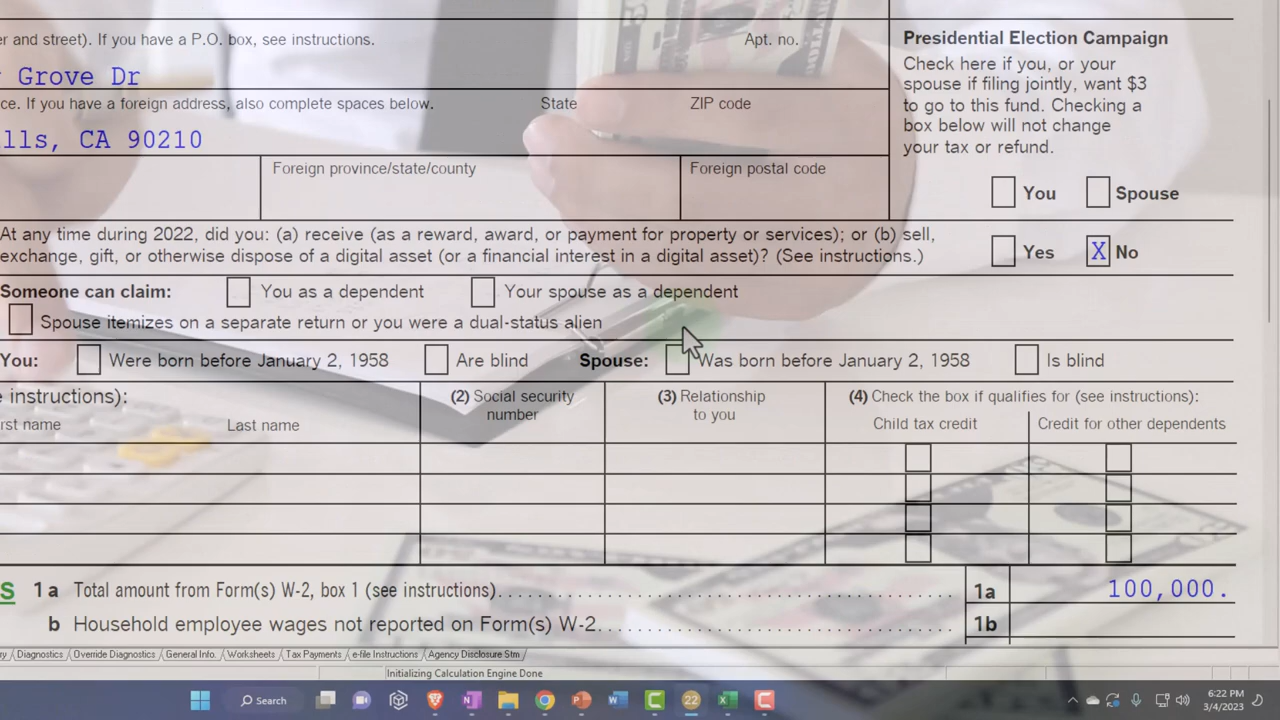 er and street). If you have a P.O. box, see instructions.
Apt. no.
Presidential Election Campaign
Check here if you, or your
spouse if filing jointly, want $3
to go to this fund. Checking a
box below will not change
your tax or refund.
Grove Dr
ce. If you have a foreign address, also complete spaces below.
State
ZIP code
lls, CA 90210
Foreign province/state/county
Foreign postal code
You
Spouse
At any time during 2022, did you: (a) receive (as a reward, award, or payment for property or services); or (b) sell,
exchange, gift, or otherwise dispose of a digital asset (or a financial interest in a digital asset)? (See instructions.)
Yes
X No
Someone can claim:
You as a dependent
Your spouse as a dependent
Spouse itemizes on a separate return or you were a dual-status alien
You:
Were born before January 2, 1958
Are blind
Spouse:
Was born before January 2, 1958
Is blind
e instructions):
(2) Social security
number
(3) Relationship
to you
(4) Check the box if qualifies for (see instructions):
rst name
Last name
Child tax credit
Credit for other dependents
S 1a Total amount from Form(s) W-2, box 1 (see instructions)
1a
100,000.
b Household employee wages not reported on Form(s) W-2
1b
ry / Diagnostics / Override Diagnostics / General Info. / Worksheets / Tax Payments / e-file Instructions / Agency Disclosure Stm /
Initializing Calculation Engine Done
Search
22
6:22 PM
3/4/2023